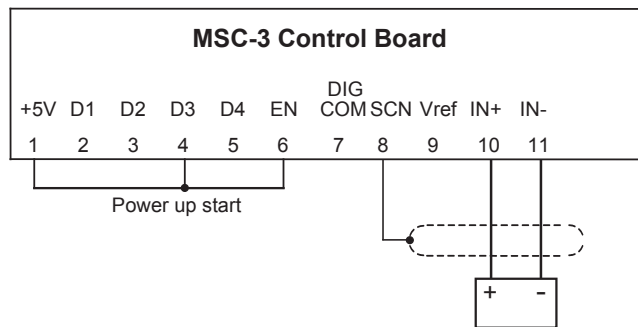 MSC-3 Control Board
DIG
+5V D1 D2 D3 D4 EN COM SCN Vref IN+ IN-
1 2 3 4 5 6 7 8 9 10 11
Power up start
+ -